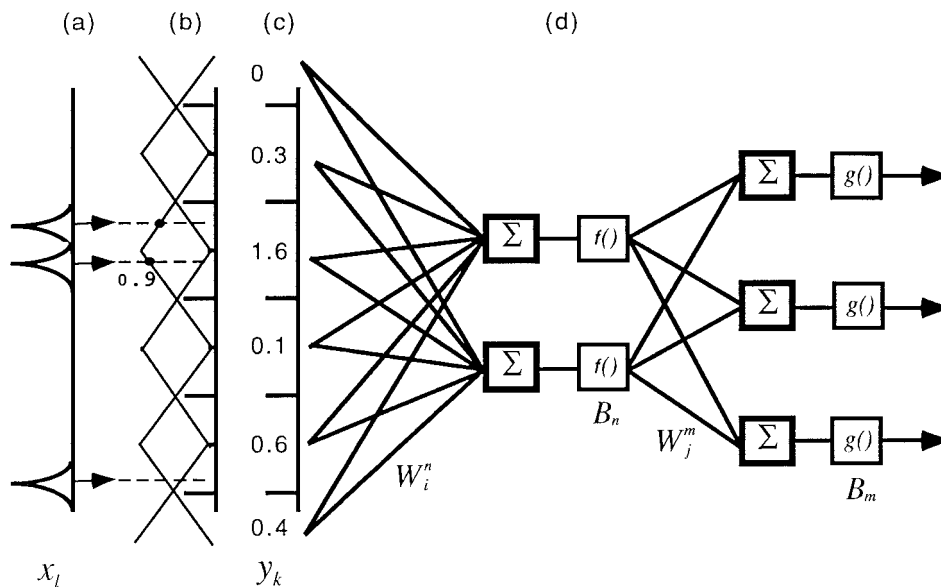 (a) (b) (c) (d)
0
0.3
Σ g()
1.6
Σ f()
0.9
Σ g()
0.1
Σ f()
B_n
0.6
W_i^n
W_j^m
Σ g()
B_m
0.4
x_l y_k